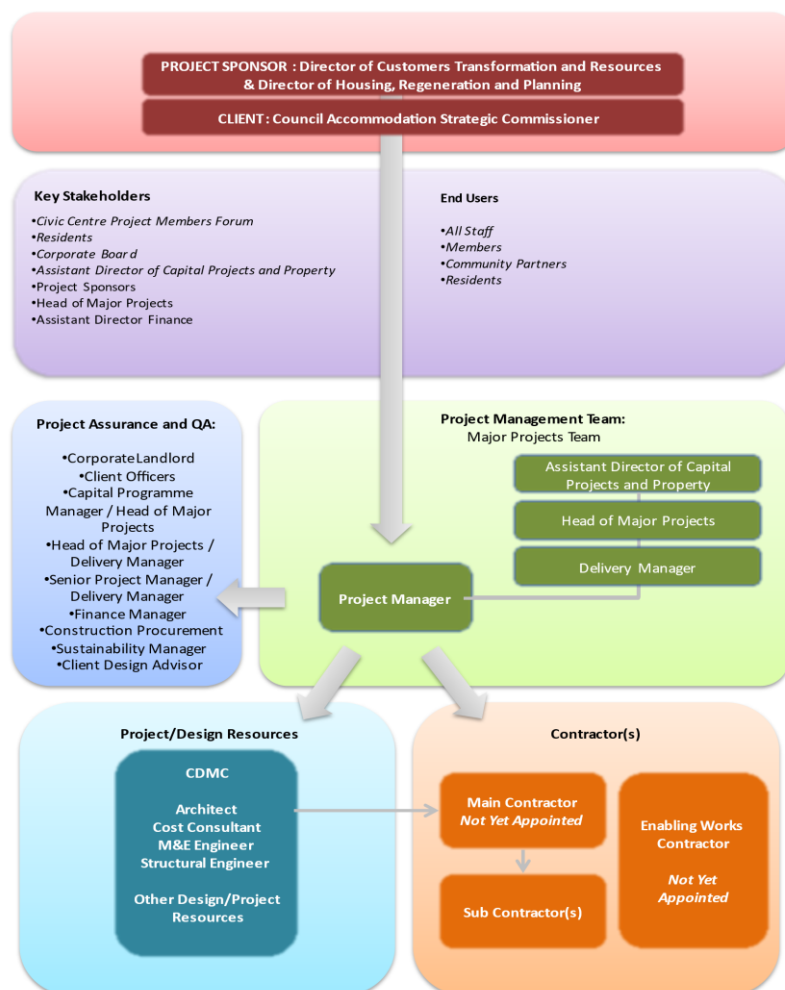 PROJECT SPONSOR : Director of Customers Transformation and Resources
& Director of Housing, Regeneration and Planning
CLIENT : Council Accommodation Strategic Commissioner
Key Stakeholders
•Civic Centre Project Members Forum
•Residents
•Corporate Board
•Assistant Director of Capital Projects and Property
•Project Sponsors
•Head of Major Projects
•Assistant Director Finance
End Users
•All Staff
•Members
•Community Partners
•Residents
Project Assurance and QA:
•Corporate Landlord
•Client Officers
•Capital Programme
Manager / Head of Major
Projects
•Head of Major Projects /
Delivery Manager
•Senior Project Manager /
Delivery Manager
•Finance Manager
•Construction Procurement
•Sustainability Manager
•Client Design Advisor
Project Management Team:
Major Projects Team
Assistant Director of Capital
Projects and Property
Head of Major Projects
Delivery Manager
Project Manager
Project/Design Resources
CDMC
Architect
Cost Consultant
M&E Engineer
Structural Engineer
Other Design/Project
Resources
Contractor(s)
Main Contractor
Not Yet Appointed
Sub Contractor(s)
Enabling Works
Contractor
Not Yet
Appointed